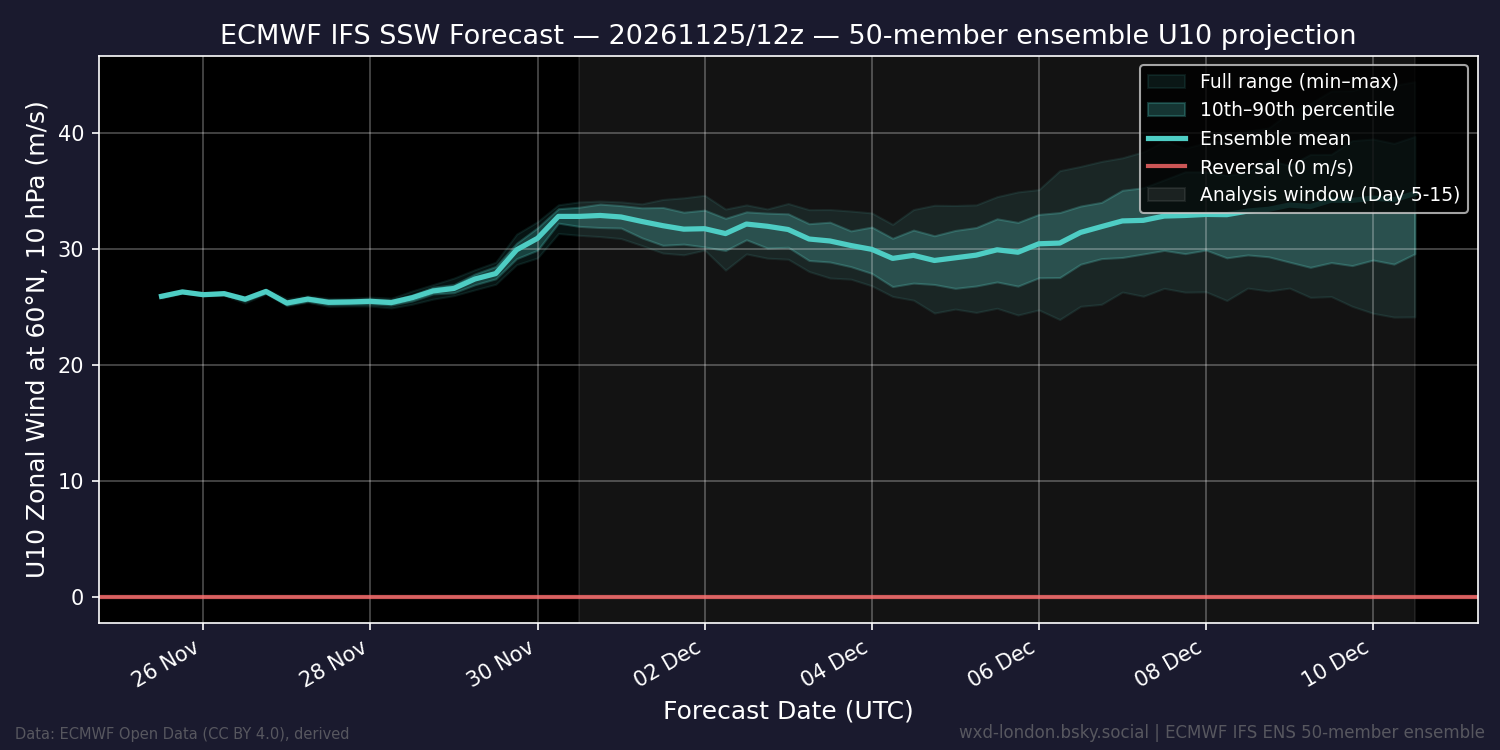 ECMWF IFS SSW Forecast — 20261125/12z — 50-member ensemble U10 projection
Full range (min–max)
10th–90th percentile
Ensemble mean
Reversal (0 m/s)
Analysis window (Day 5-15)
U10 Zonal Wind at 60°N, 10 hPa (m/s)
40
30
20
10
0
26 Nov
28 Nov
30 Nov
02 Dec
04 Dec
06 Dec
08 Dec
10 Dec
Forecast Date (UTC)
Data: ECMWF Open Data (CC BY 4.0), derived
wxd-london.bsky.social | ECMWF IFS ENS 50-member ensemble